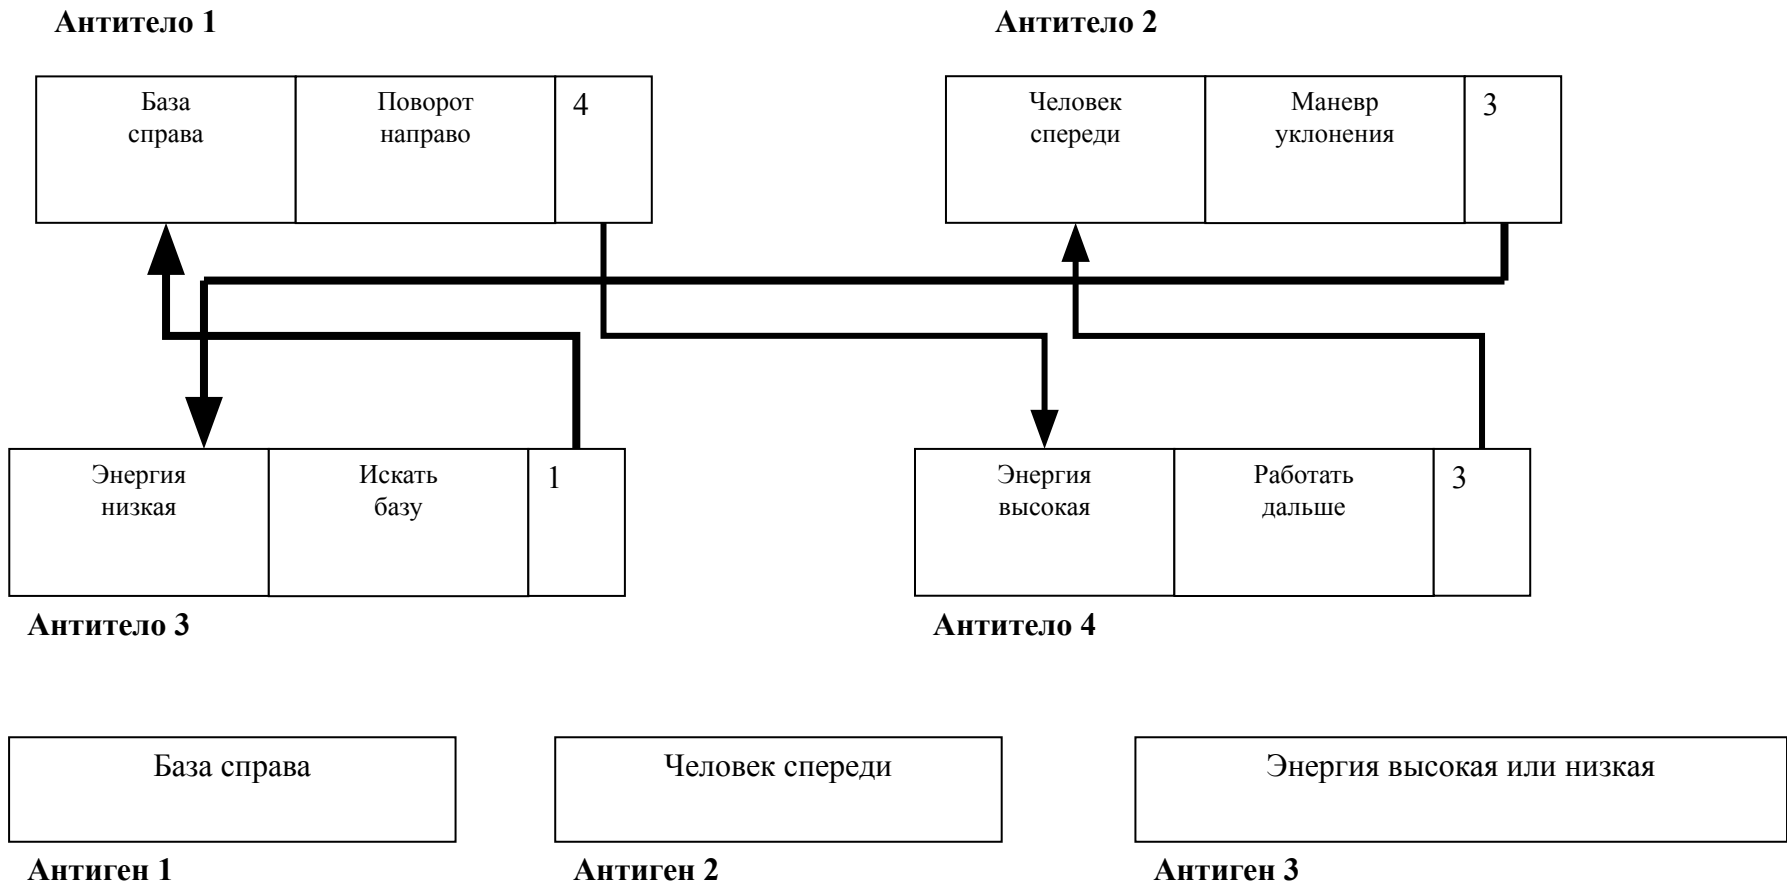 Антитело 1
Антитело 2
База
справа
Поворот
направо
4
Человек
спереди
Маневр
уклонения
3
Энергия
низкая
Искать
базу
1
Энергия
высокая
Работать
дальше
3
Антитело 3
Антитело 4
База справа
Человек спереди
Энергия высокая или низкая
Антиген 1
Антиген 2
Антиген 3